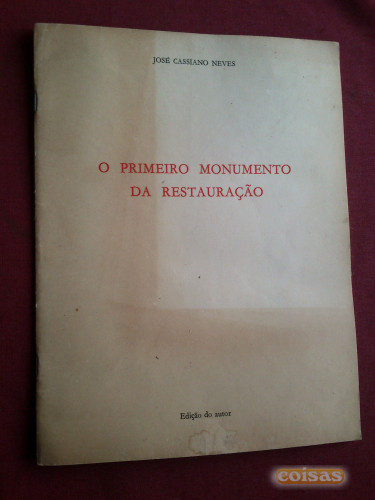 JOSÉ CASSIANO NEVES
O PRIMEIRO MONUMENTO
DA RESTAURAÇÃO
Edição do autor
coisas